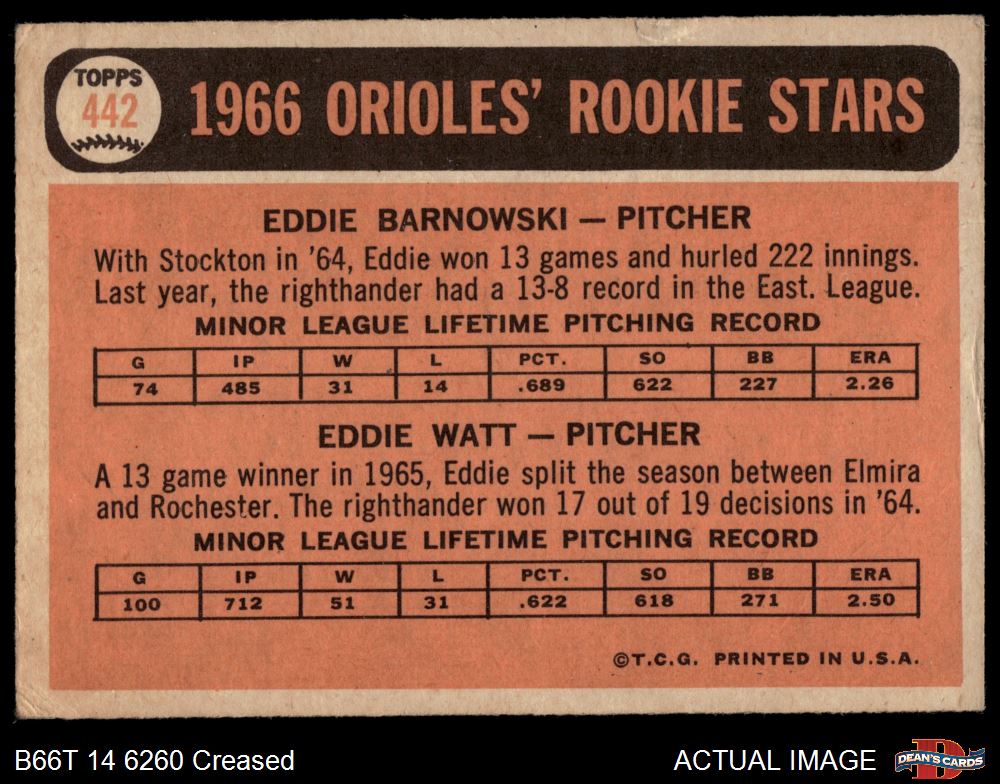 TOPPS
442
1966 ORIOLES' ROOKIE STARS
EDDIE BARNOWSKI — PITCHER
With Stockton in '64, Eddie won 13 games and hurled 222 innings.
Last year, the righthander had a 13-8 record in the East. League.
MINOR LEAGUE LIFETIME PITCHING RECORD
G IP W L PCT. SO BB ERA
74 485 31 14 .689 622 227 2.26
EDDIE WATT — PITCHER
A 13 game winner in 1965, Eddie split the season between Elmira
and Rochester. The righthander won 17 out of 19 decisions in '64.
MINOR LEAGUE LIFETIME PITCHING RECORD
G IP W L PCT. SO BB ERA
100 712 51 31 .622 618 271 2.50
©T.C.G. PRINTED IN U.S.A.
B66T 14 6260 Creased
ACTUAL IMAGE
D
DEAN'S CARDS